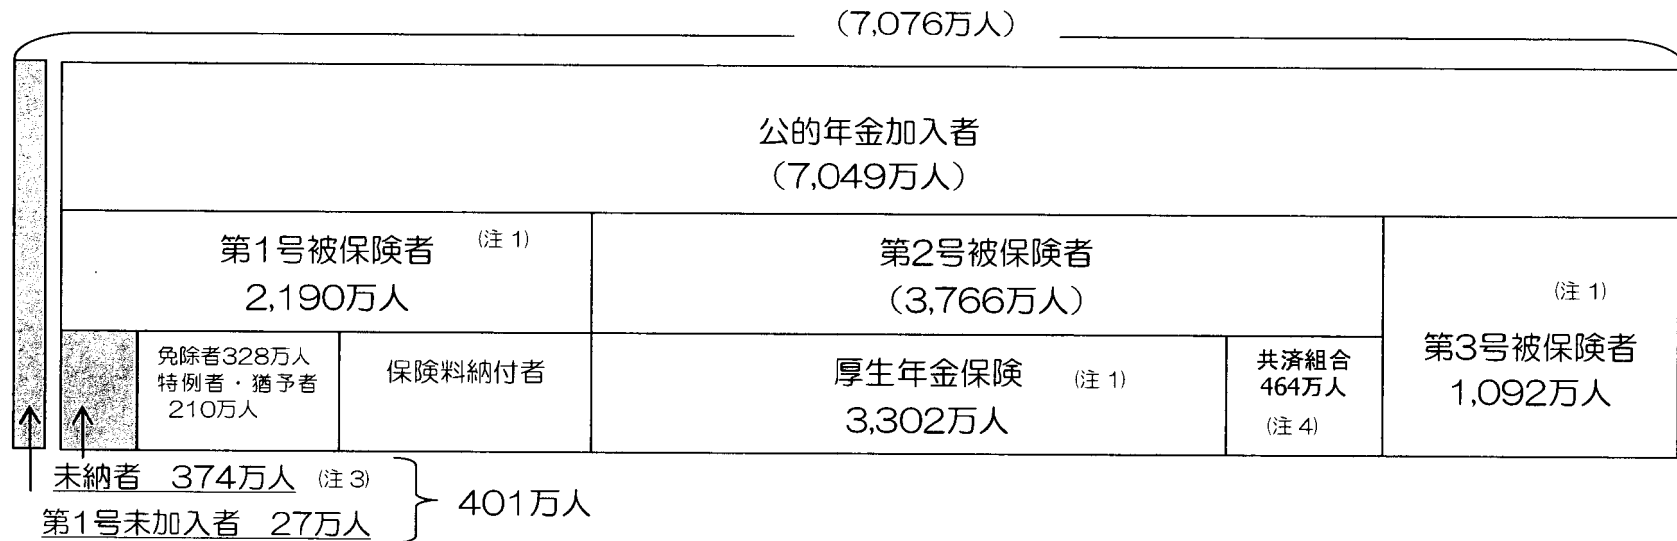 (7,076万人)
公的年金加入者
(7,049万人)
第1号被保険者 (注1)
2,190万人
第2号被保険者
(3,766万人)
(注1)
第3号被保険者
1,092万人
免除者328万人
特例者・猶予者
210万人
保険料納付者
厚生年金保険 (注1)
3,302万人
共済組合
464万人
(注4)
未納者 374万人 (注3)
第1号未加入者 27万人
401万人